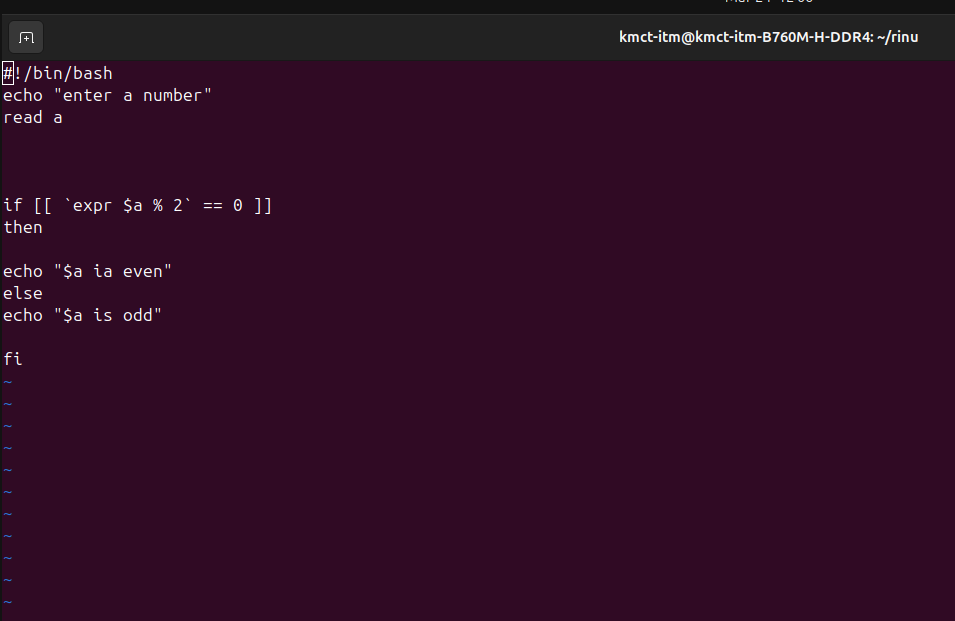 kmct-itm@kmct-itm-B760M-H-DDR4: ~/rinu
#!/bin/bash
echo "enter a number"
read a
if [[ `expr $a % 2` == 0 ]]
then
echo "$a ia even"
else
echo "$a is odd"
fi
~
~
~
~
~
~
~
~
~
~
~